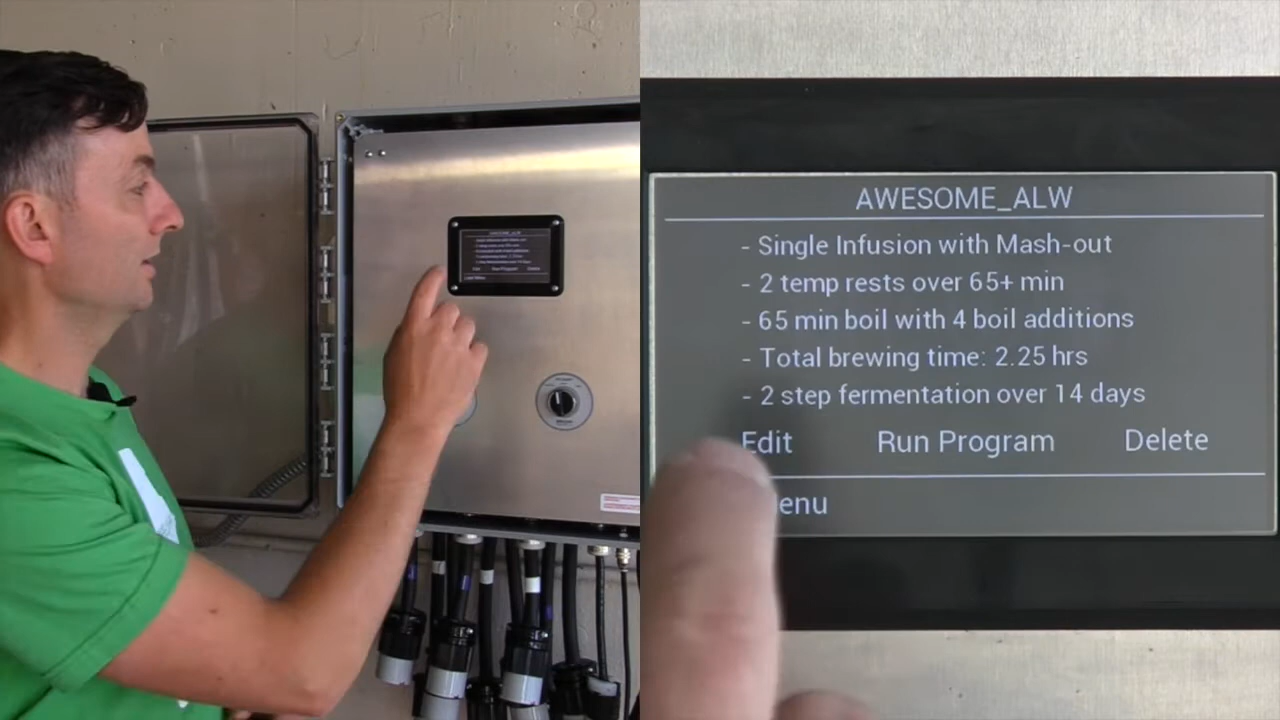 AWESOME_ALW
- Single Infusion with Mash-out
- 2 temp rests over 65+ min
- 65 min boil with 4 boil additions
- Total brewing time: 2.25 hrs
- 2 step fermentation over 14 days
Edit Run Program Delete
enu